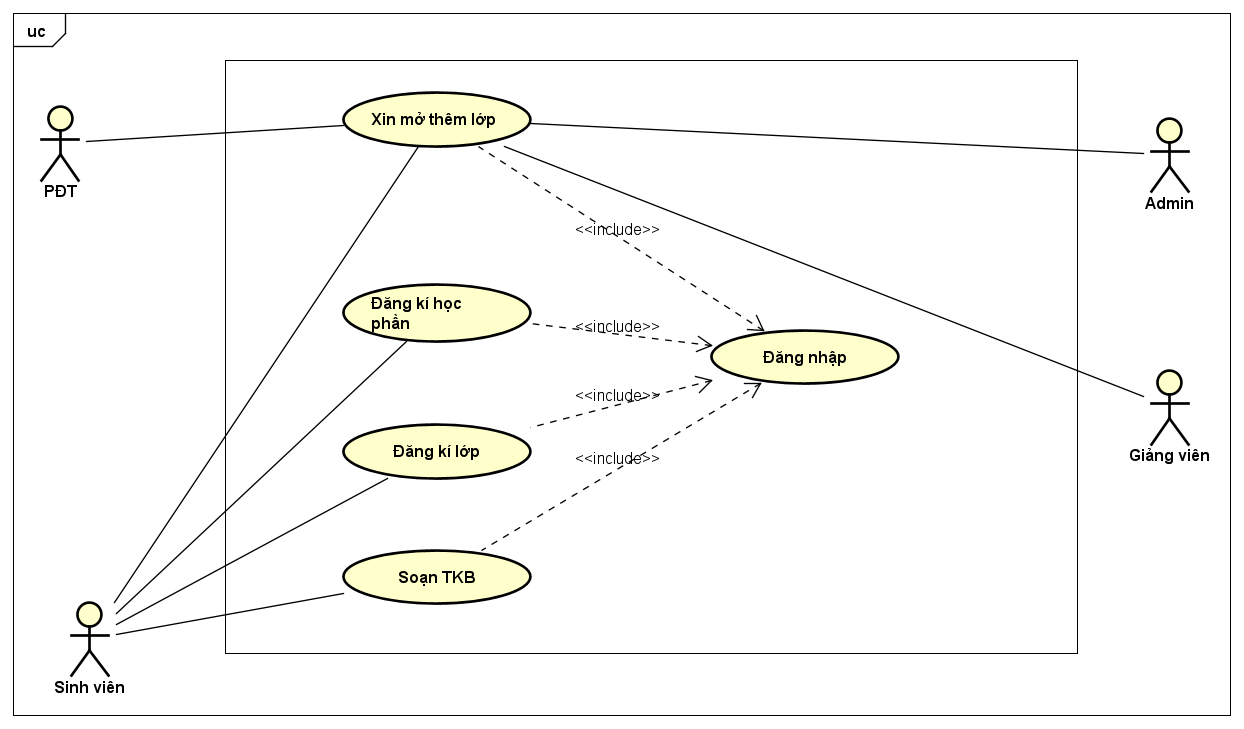 uc
Xin mở thêm lớp
PĐT
Admin
<<include>>
Đăng kí học
phần
<<include>>
Đăng nhập
<<include>>
Đăng kí lớp
Giảng viên
<<include>>
Soạn TKB
Sinh viên